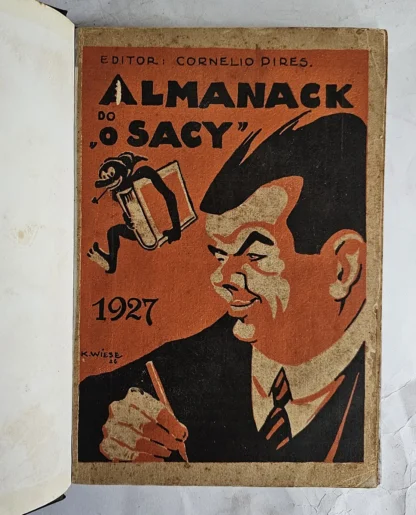 EDITOR: CORNELIO PIRES.
ALMANACK
DO
„O SACY”
1927
K. WIESE
26